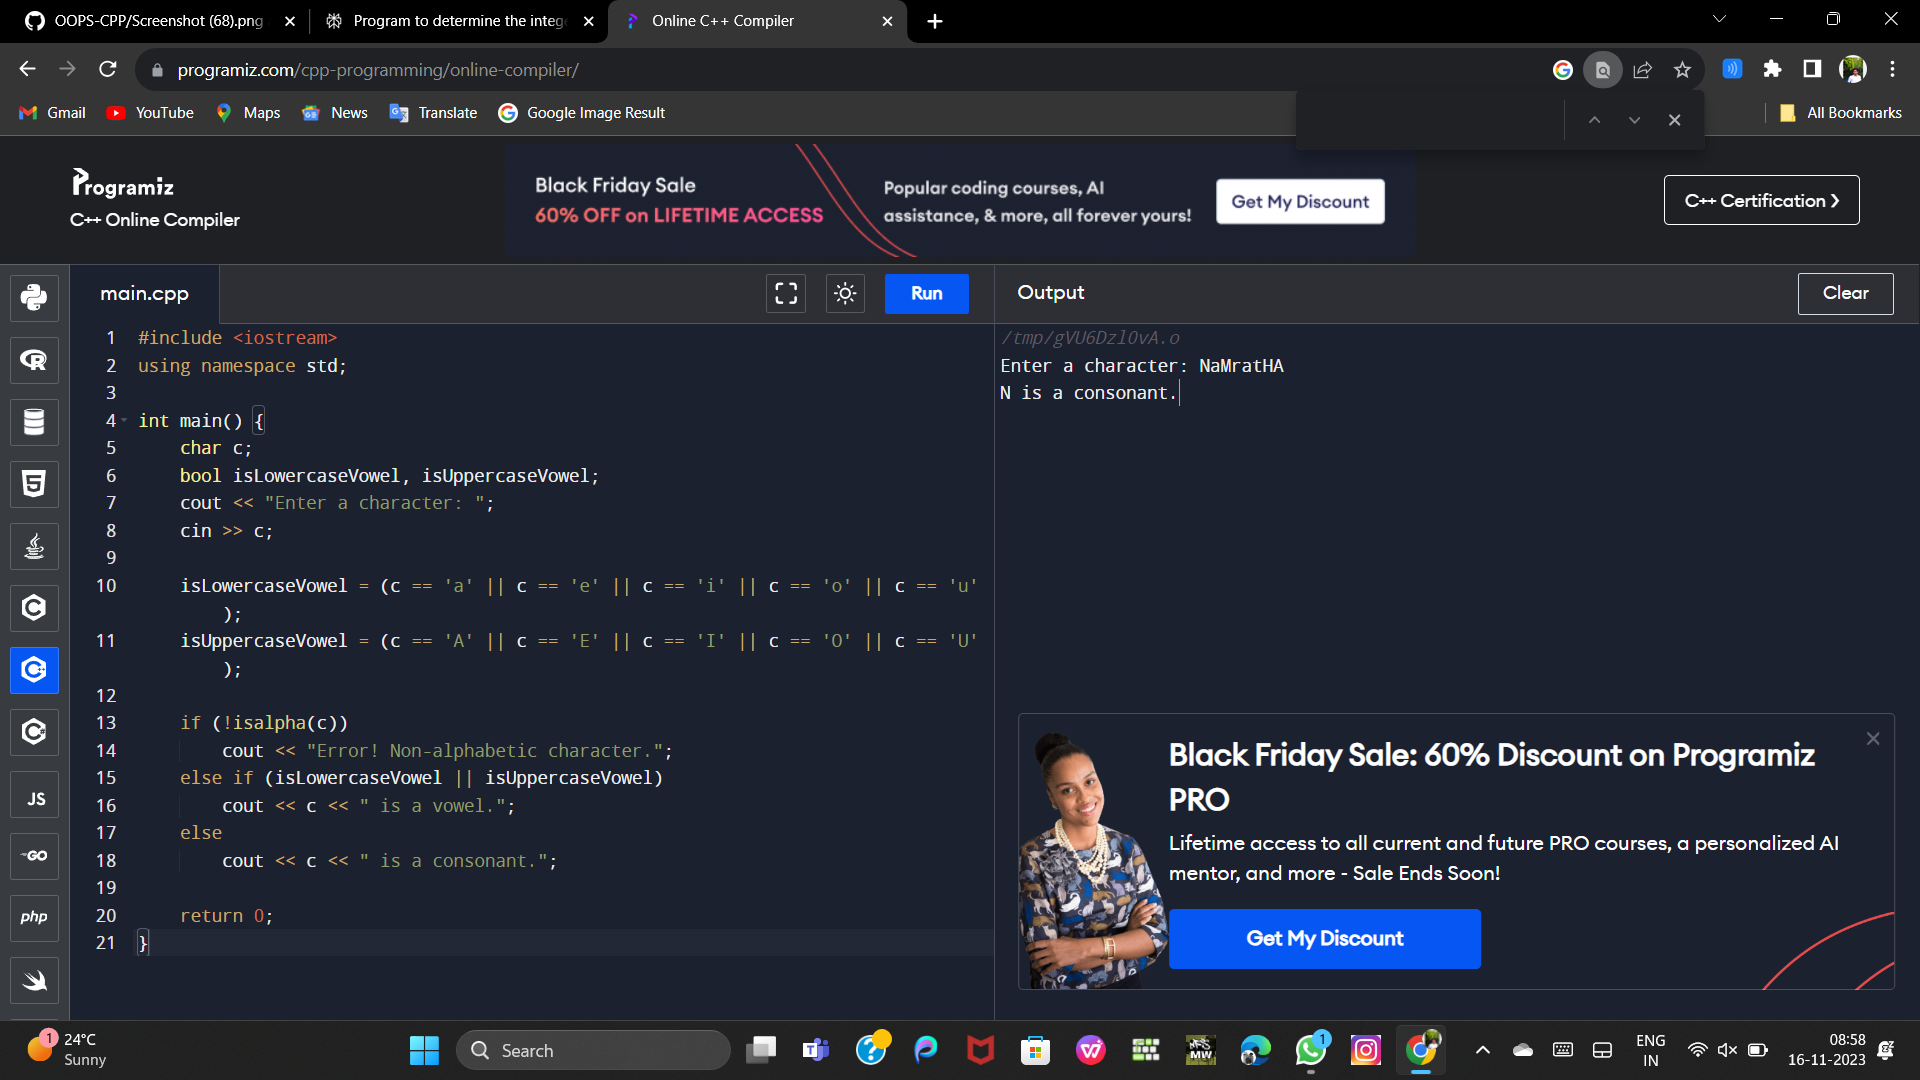 OOPS-CPP/Screenshot (68).png
Program to determine the intege
Online C++ Compiler
programiz.com/cpp-programming/online-compiler/
Gmail
YouTube
Maps
News
Translate
Google Image Result
All Bookmarks
Programiz
C++ Online Compiler
Black Friday Sale
60% OFF on LIFETIME ACCESS
Popular coding courses, AI
assistance, & more, all forever yours!
Get My Discount
C++ Certification ❯
main.cpp
Run
Output
Clear
1 #include <iostream>
2 using namespace std;
3
4 int main() {
5 char c;
6 bool isLowercaseVowel, isUppercaseVowel;
7 cout << "Enter a character: ";
8 cin >> c;
9
10 isLowercaseVowel = (c == 'a' || c == 'e' || c == 'i' || c == 'o' || c == 'u'
);
11 isUppercaseVowel = (c == 'A' || c == 'E' || c == 'I' || c == 'O' || c == 'U'
);
12
13 if (!isalpha(c))
14 cout << "Error! Non-alphabetic character.";
15 else if (isLowercaseVowel || isUppercaseVowel)
16 cout << c << " is a vowel.";
17 else
18 cout << c << " is a consonant.";
19
20 return 0;
21 }
/tmp/gVU6DzlOvA.o
Enter a character: NaMratHA
N is a consonant.
JS
GO
php
Black Friday Sale: 60% Discount on Programiz
PRO
Lifetime access to all current and future PRO courses, a personalized AI
mentor, and more - Sale Ends Soon!
Get My Discount
1
24°C
Sunny
Search
MW
1
ENG
IN
08:58
16-11-2023